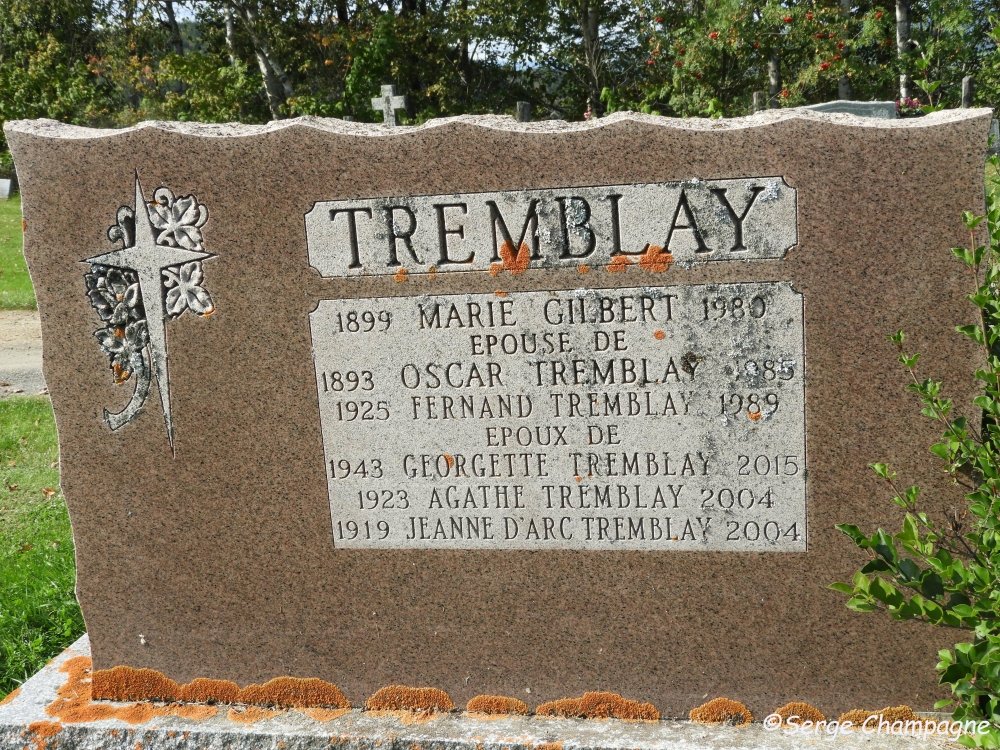 TREMBLAY
1899 MARIE GILBERT 1980
EPOUSE DE
1893 OSCAR TREMBLAY 1985
1925 FERNAND TREMBLAY 1989
EPOUX DE
1943 GEORGETTE TREMBLAY 2015
1923 AGATHE TREMBLAY 2004
1919 JEANNE D'ARC TREMBLAY 2004
©Serge Champagne